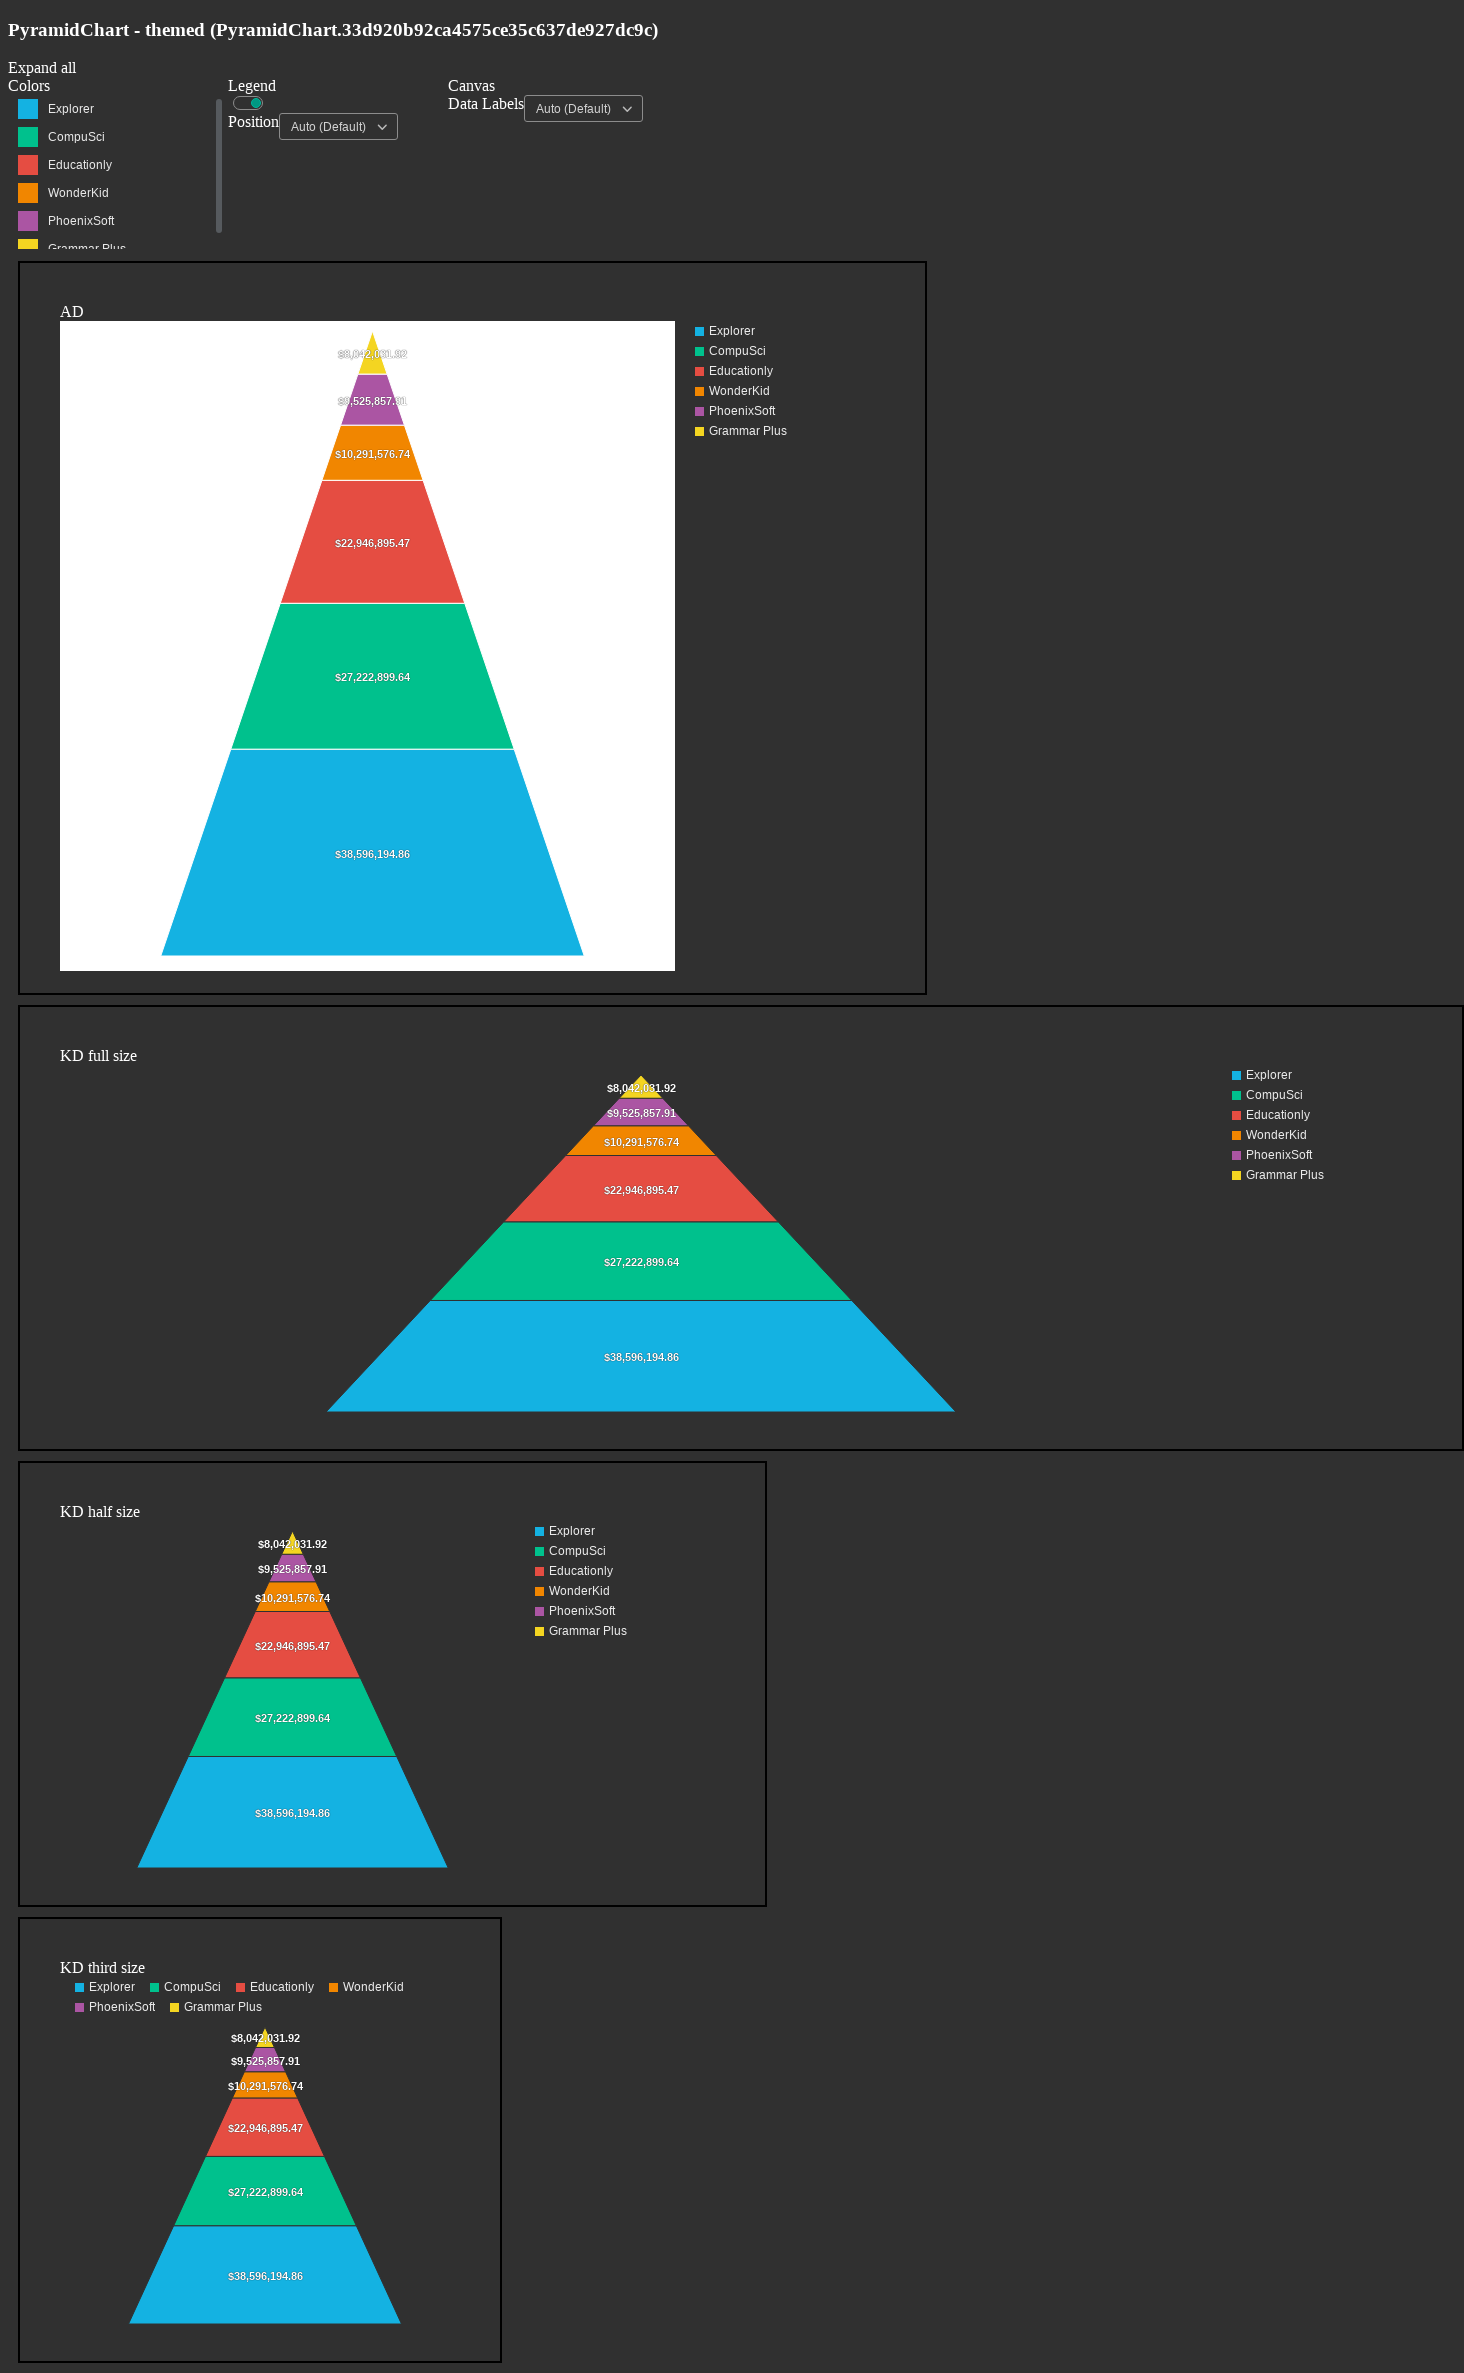 PyramidChart - themed (PyramidChart.33d920b92ca4575ce35c637de927dc9c)
Expand all
Colors
Explorer
CompuSci
Educationly
WonderKid
PhoenixSoft
Grammar Plus
Legend
Position Auto (Default)
Canvas
Data Labels Auto (Default)
AD
$8,042,031.92
$9,525,857.91
$10,291,576.74
$22,946,895.47
$27,222,899.64
$38,596,194.86
Explorer
CompuSci
Educationly
WonderKid
PhoenixSoft
Grammar Plus
KD full size
$8,042,031.92
$9,525,857.91
$10,291,576.74
$22,946,895.47
$27,222,899.64
$38,596,194.86
Explorer
CompuSci
Educationly
WonderKid
PhoenixSoft
Grammar Plus
KD half size
$8,042,031.92
$9,525,857.91
$10,291,576.74
$22,946,895.47
$27,222,899.64
$38,596,194.86
Explorer
CompuSci
Educationly
WonderKid
PhoenixSoft
Grammar Plus
KD third size
Explorer CompuSci Educationly WonderKid
PhoenixSoft Grammar Plus
$8,042,031.92
$9,525,857.91
$10,291,576.74
$22,946,895.47
$27,222,899.64
$38,596,194.86